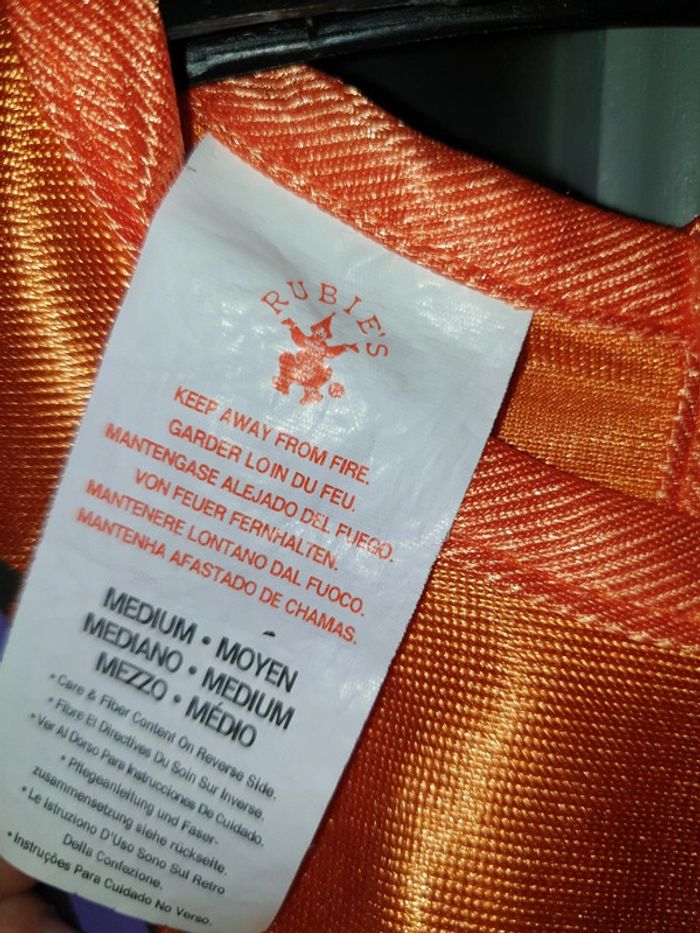 RUBIE'S
®
KEEP AWAY FROM FIRE.
GARDER LOIN DU FEU.
MANTENGASE ALEJADO DEL FUEGO.
VON FEUER FERNHALTEN.
MANTENERE LONTANO DAL FUOCO.
MANTENHA AFASTADO DE CHAMAS.
MEDIUM • MOYEN
MEDIANO • MEDIUM
MEZZO • MÉDIO
• Care & Fiber Content On Reverse Side.
• Fibre Et Directives Du Soin Sur Inverse.
• Ver Al Dorso Para Instrucciones De Cuidado.
• Pflegeanleitung und Faser-
zusammensetzung siehe rückseite.
• Le Istruziono D'Uso Sono Sul Retro
Della Confezione.
• Instruções Para Cuidado No Verso.